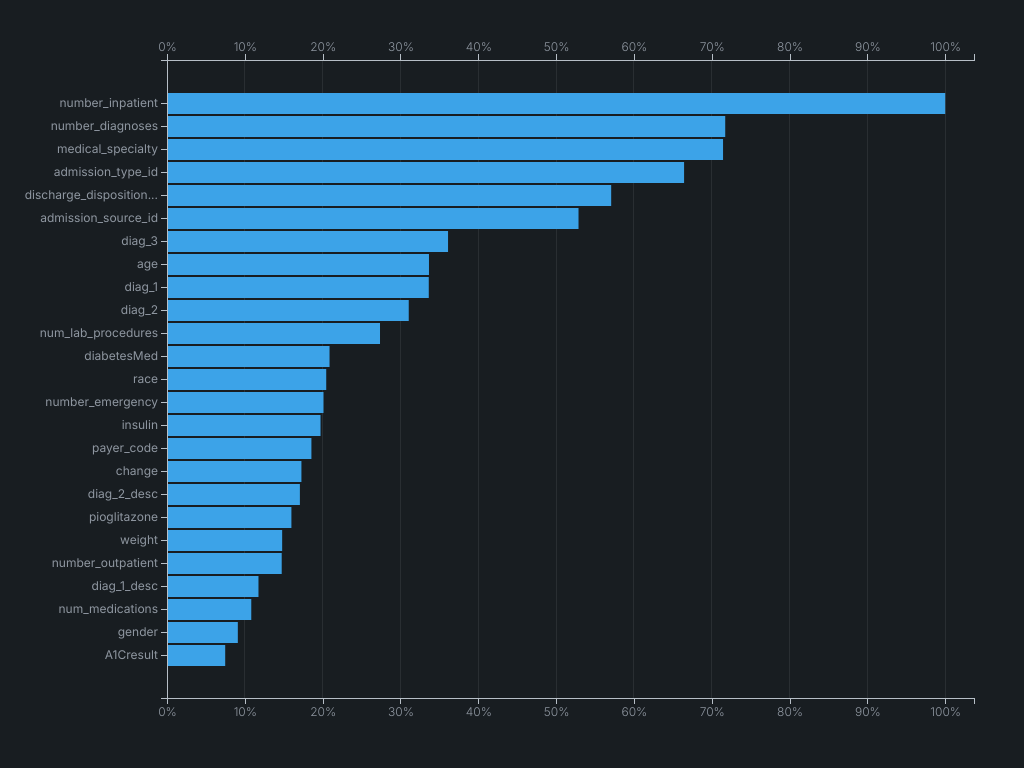 0% 10% 20% 30% 40% 50% 60% 70% 80% 90% 100%
number_inpatient
number_diagnoses
medical_specialty
admission_type_id
discharge_disposition...
admission_source_id
diag_3
age
diag_1
diag_2
num_lab_procedures
diabetesMed
race
number_emergency
insulin
payer_code
change
diag_2_desc
pioglitazone
weight
number_outpatient
diag_1_desc
num_medications
gender
A1Cresult
0% 10% 20% 30% 40% 50% 60% 70% 80% 90% 100%